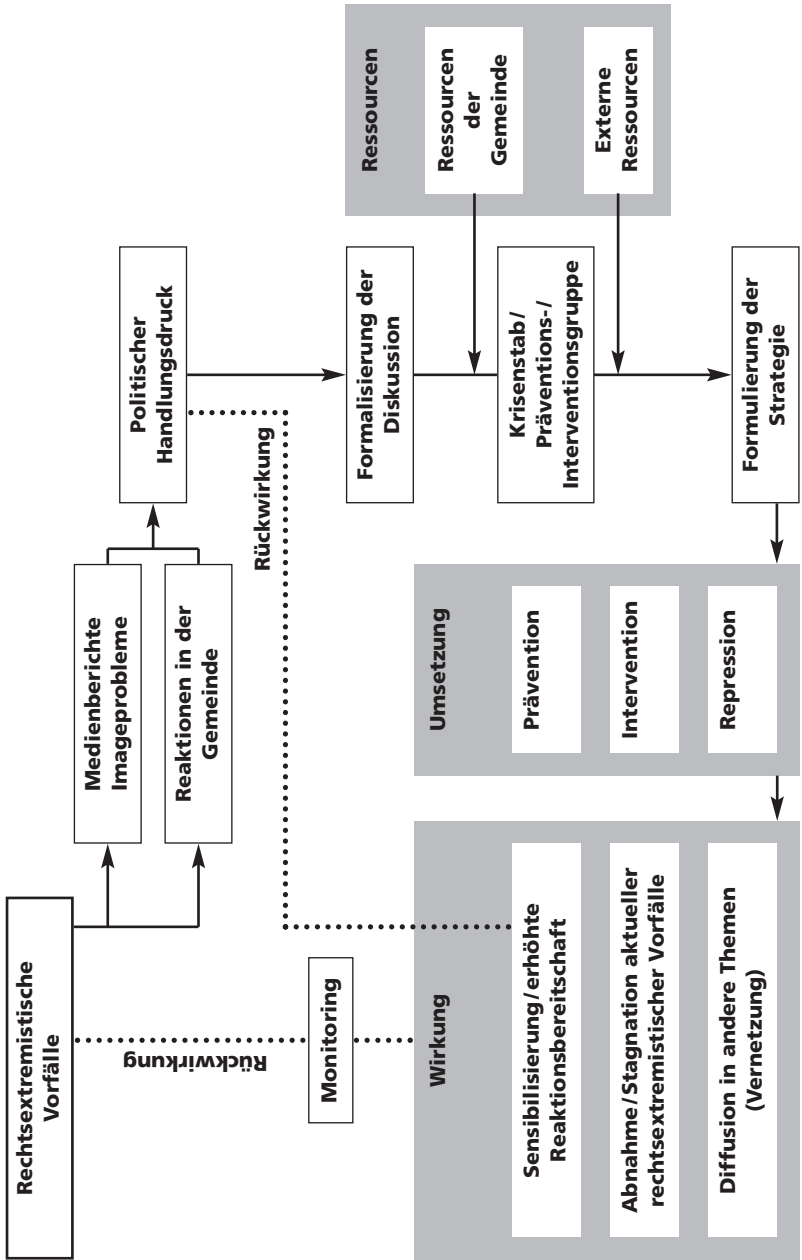 Rechtsextremistische
Vorfälle
Medienberichte
Imageprobleme
Reaktionen in der
Gemeinde
Politischer
Handlungsdruck
Rückwirkung
Rückwirkung
Monitoring
Formalisierung der
Diskussion
Krisenstab/
Präventions-/
Interventionsgruppe
Formulierung der
Strategie
Ressourcen
Ressourcen
der
Gemeinde
Externe
Ressourcen
Umsetzung
Prävention
Intervention
Repression
Wirkung
Sensibilisierung/erhöhte
Reaktionsbereitschaft
Abnahme/Stagnation aktueller
rechtsextremistischer Vorfälle
Diffusion in andere Themen
(Vernetzung)